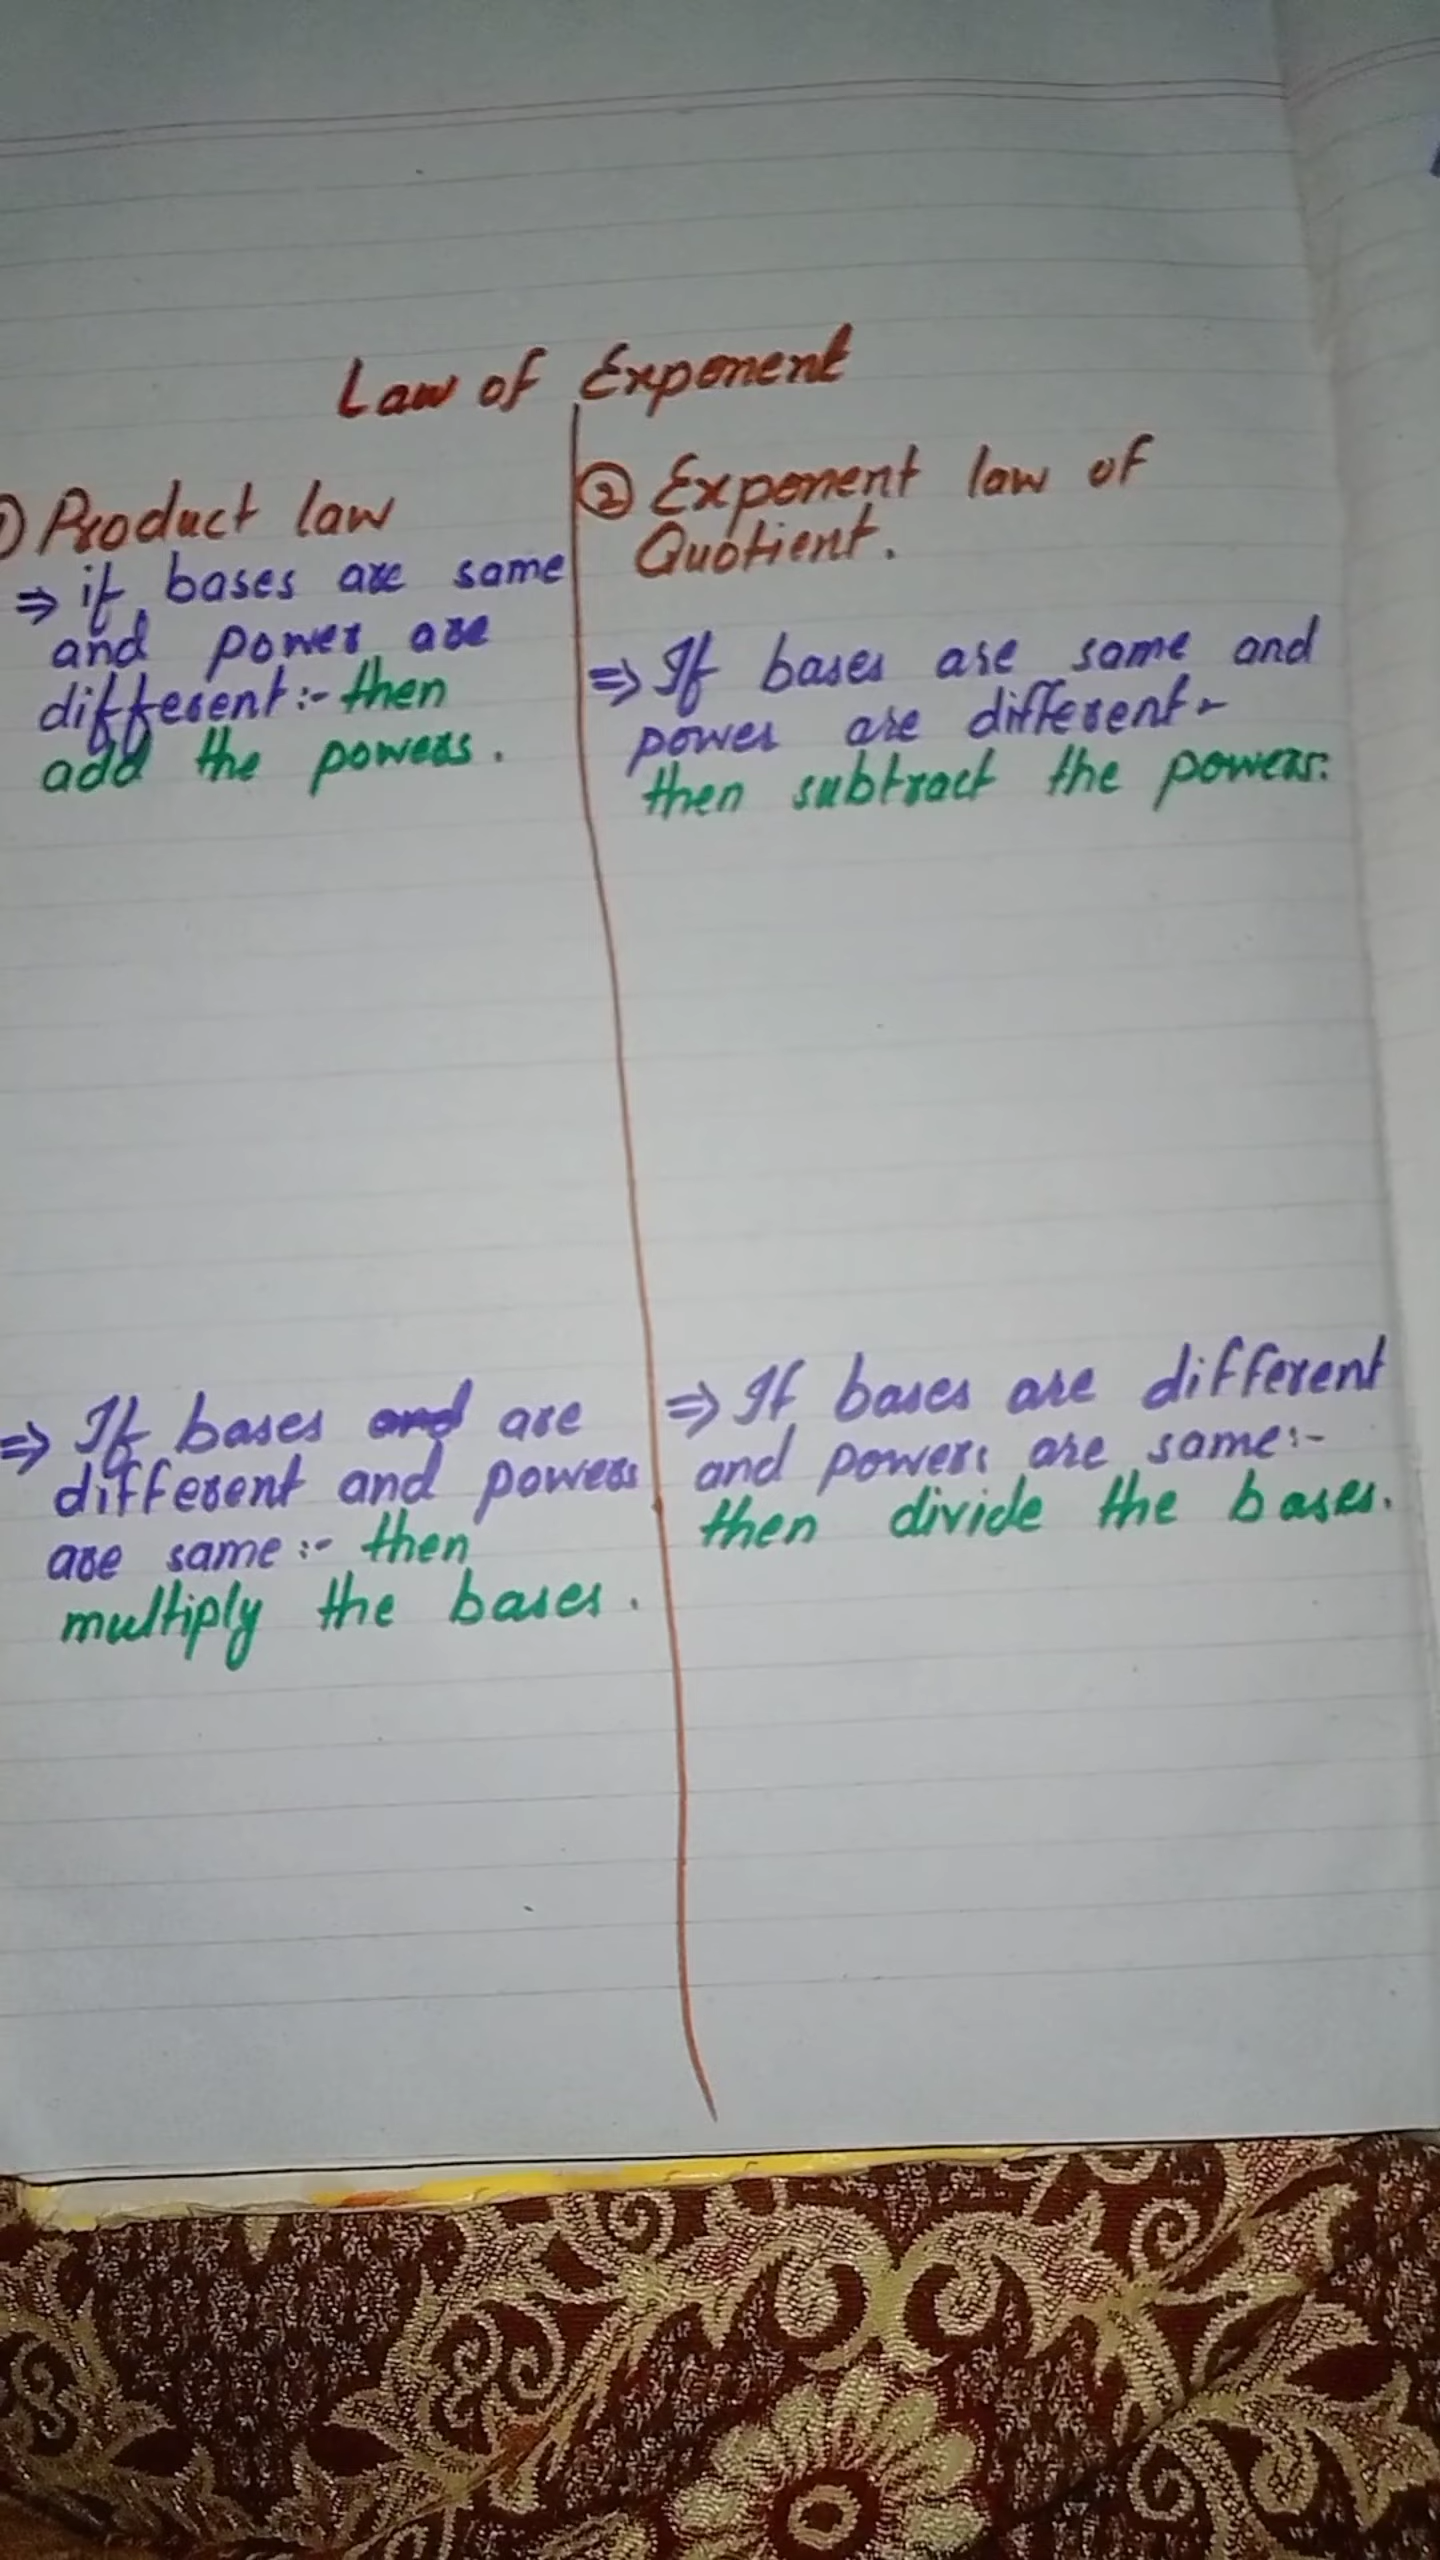 Law of Exponent
1) Product law
⇒ if bases are same
and power are
different:- then
add the powers.
⇒ If bases and are
different and powers
are same:- then
multiply the bases.
② Exponent law of
Quotient.
⇒ If bases are same and
power are different-
then subtract the powers:
⇒ If bases are different
and powers are same:-
then divide the bases.